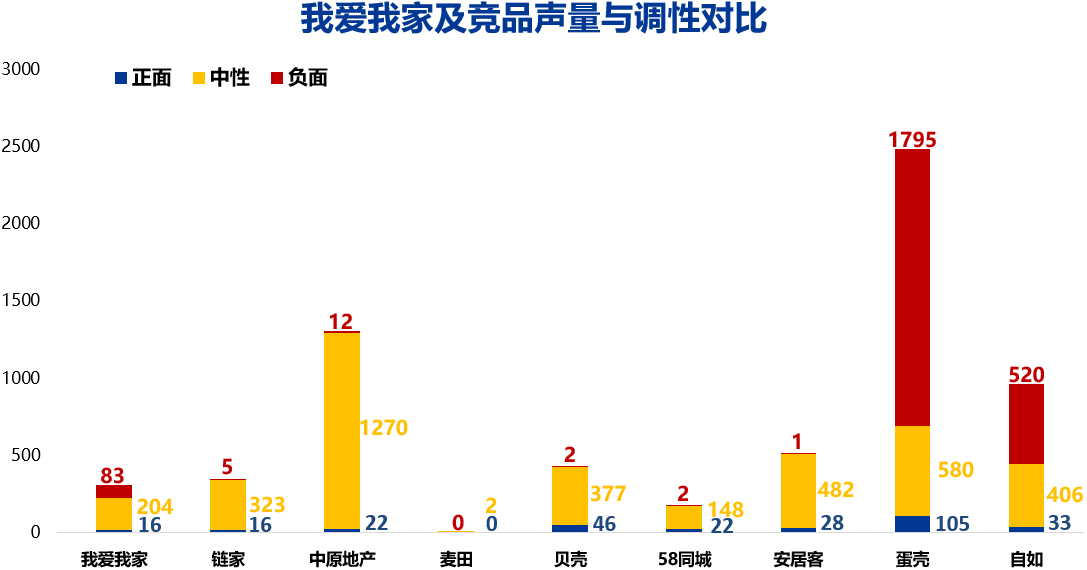 我爱我家及竞品声量与调性对比
正面 中性 负面
3000
2500
2000
1500
1000
500
0
83 204 16
5 323 16
12 1270 22
0 2 0
2 377 46
2 148 22
1 482 28
1795 580 105
520 406 33
我爱我家 链家 中原地产 麦田 贝壳 58同城 安居客 蛋壳 自如